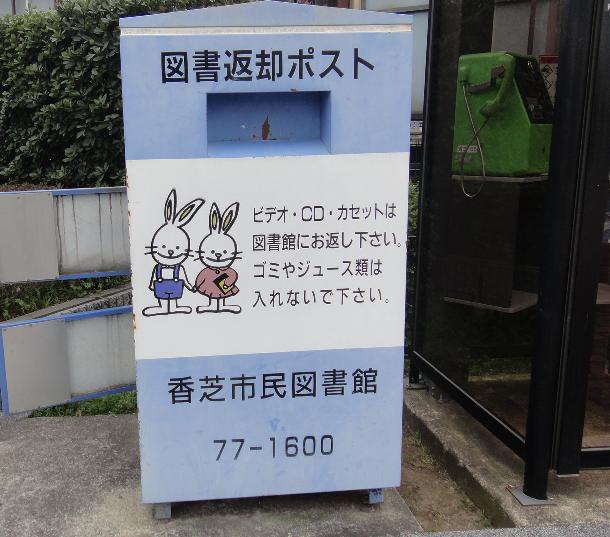 図書返却ポスト
ビデオ・CD・カセットは
図書館にお返し下さい。
ゴミやジュース類は
入れないで下さい。
香芝市民図書館
77-1600